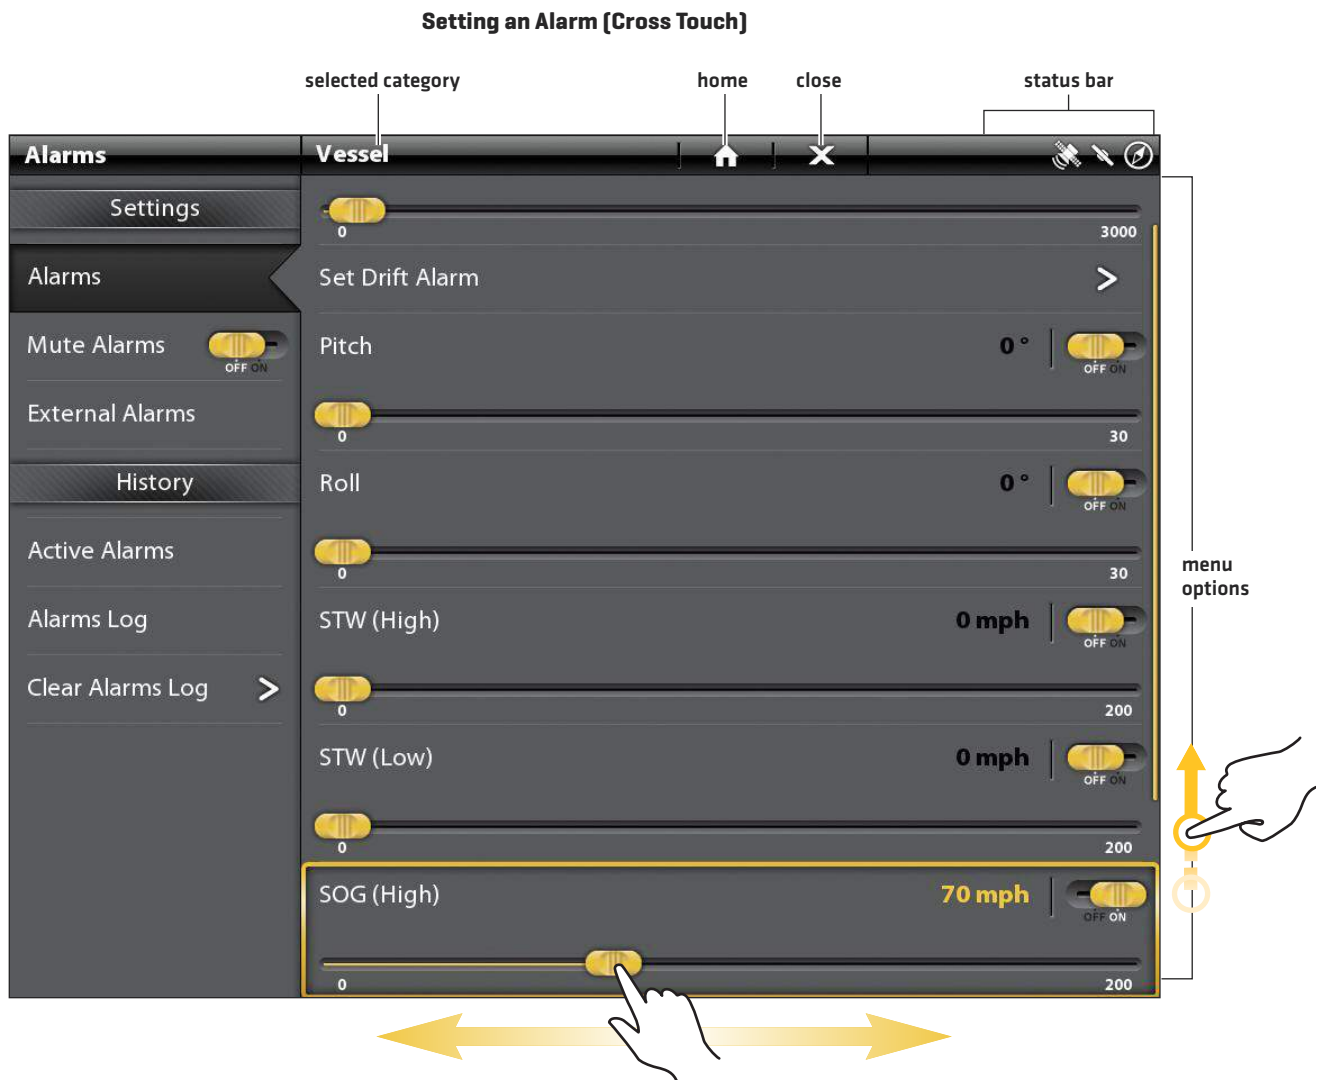 Setting an Alarm (Cross Touch)
selected category
home
close
status bar
Alarms
Vessel
Settings
0
3000
Alarms
Set Drift Alarm
Mute Alarms
OFF ON
Pitch
0 °
OFF ON
External Alarms
0
30
History
Roll
0 °
OFF ON
Active Alarms
0
30
menu
options
Alarms Log
STW (High)
0 mph
OFF ON
Clear Alarms Log
0
200
STW (Low)
0 mph
OFF ON
0
200
SOG (High)
70 mph
OFF ON
0
200